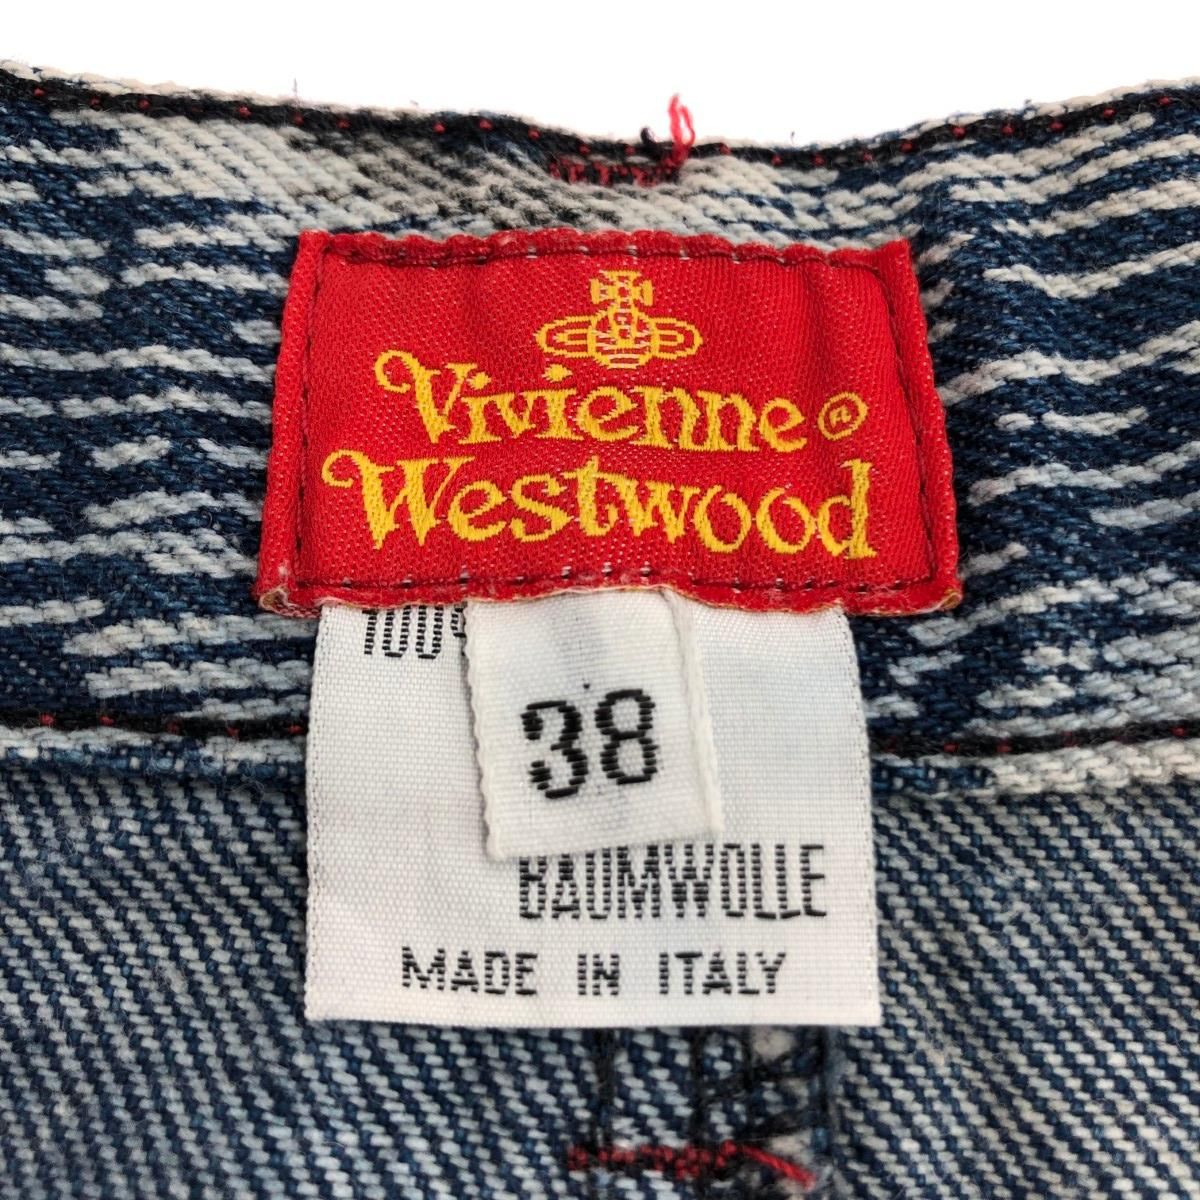 Vivienne®
Westwood
100%
38
BAUMWOLLE
MADE IN ITALY